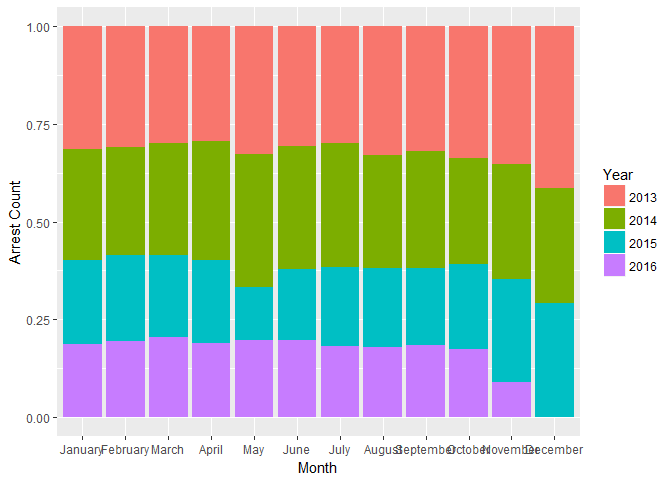 1.00
0.75
0.50
0.25
0.00
Arrest Count
January February March April May June July August September October November December
Month
Year
2013
2014
2015
2016